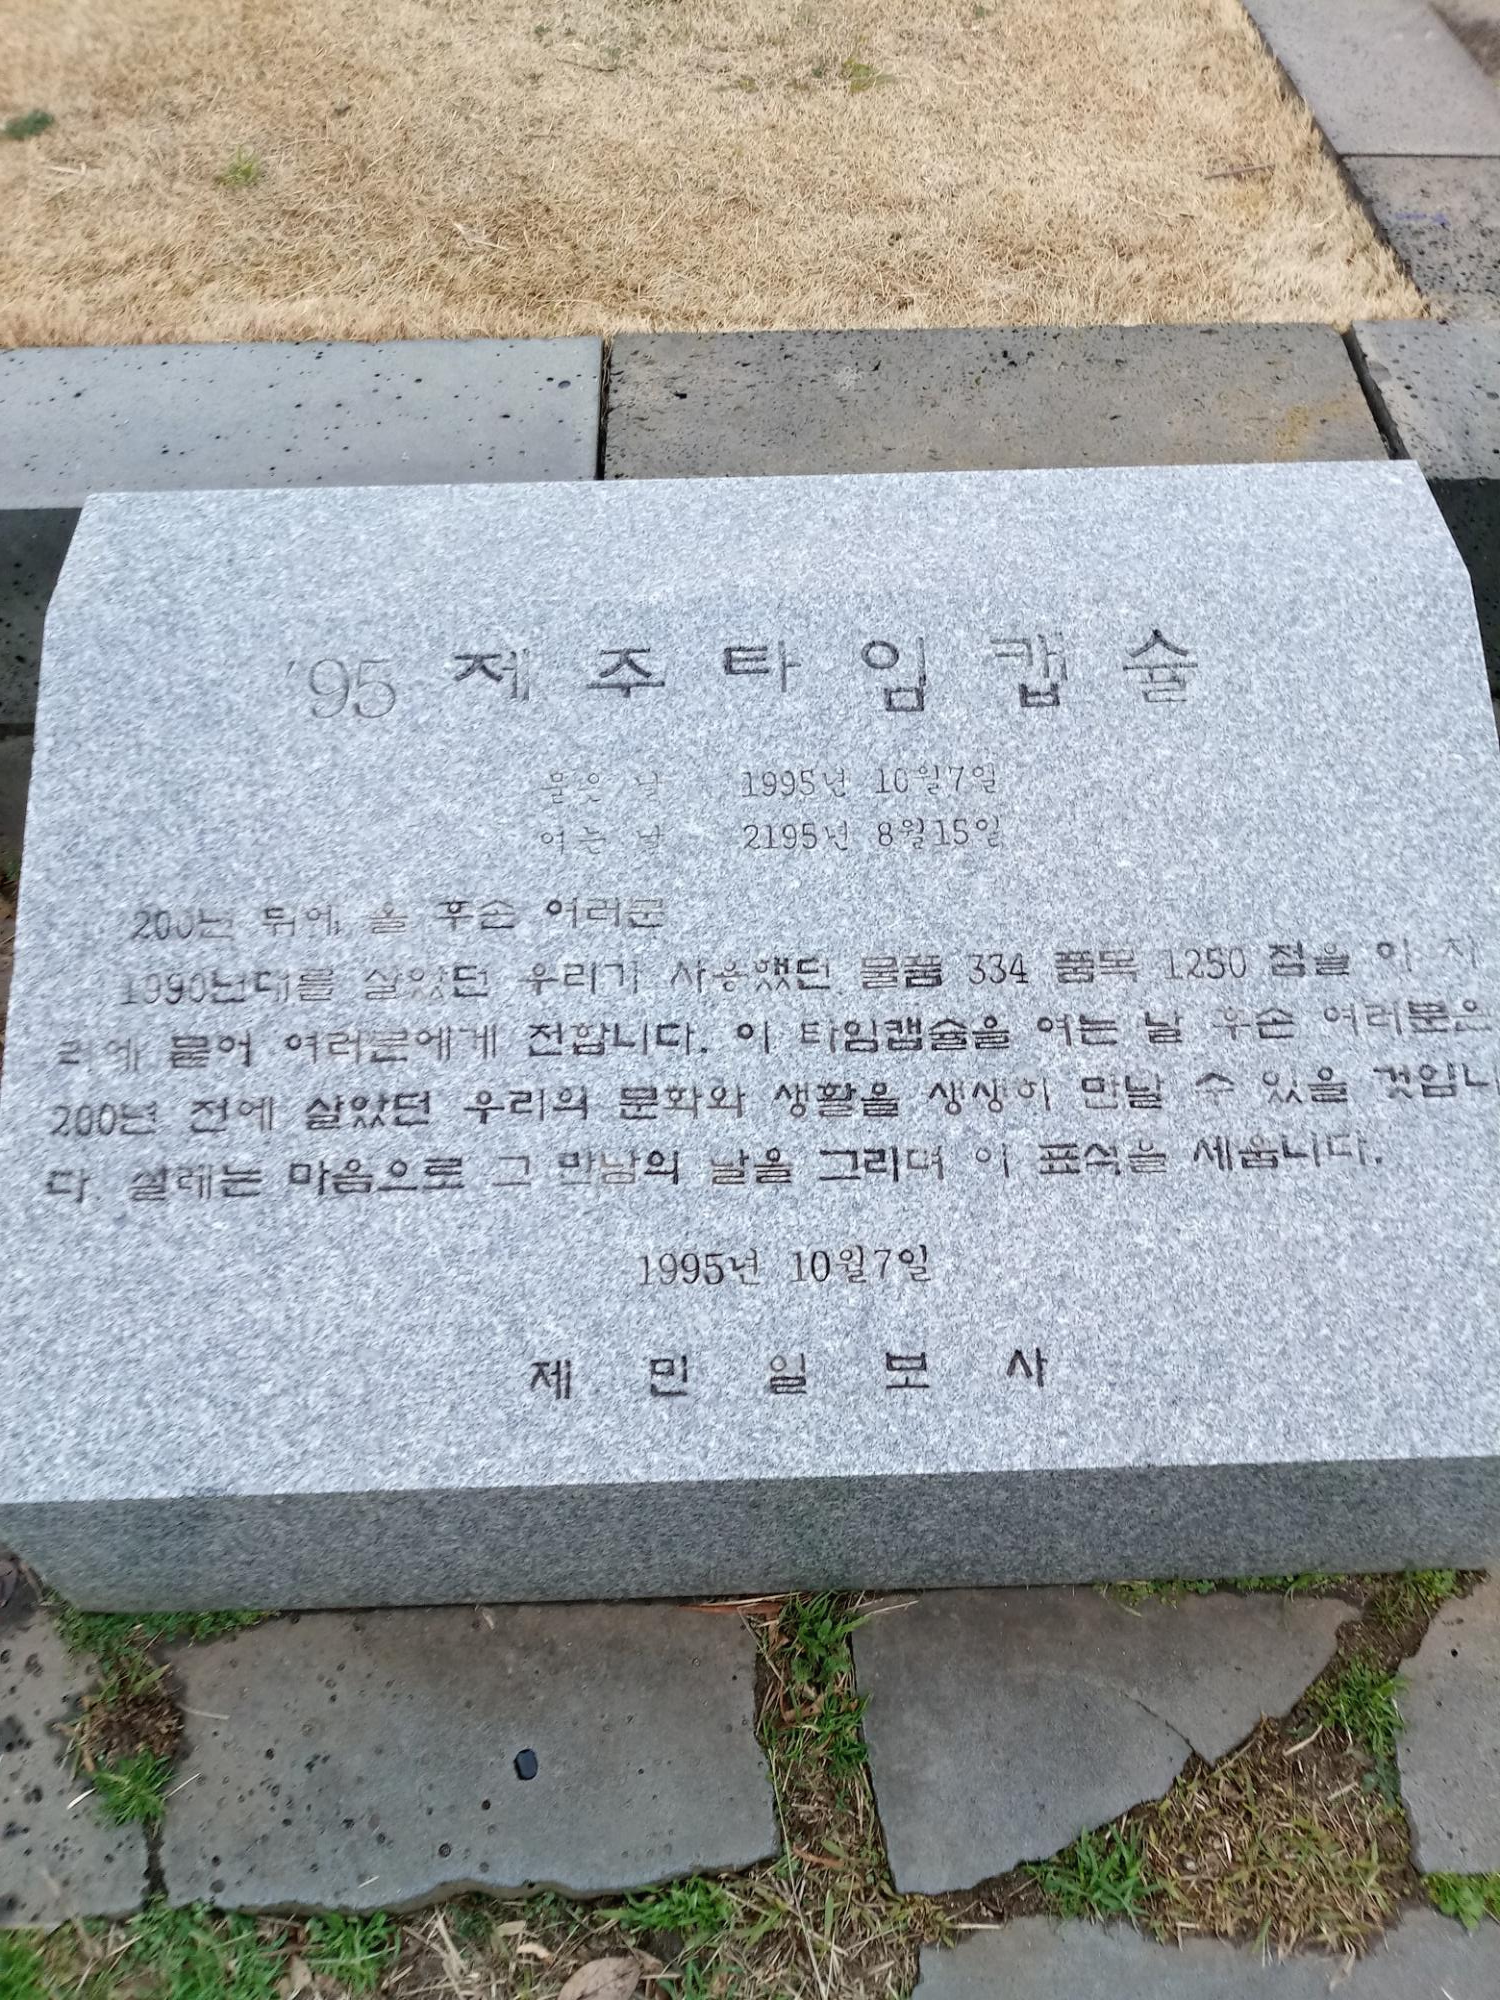 '95 제주타임캡슐
묻은 날 1995년 10월7일
여는 날 2195년 8월15일
200년 뒤에 올 후손 여러분
1990년대를 살았던 우리가 사용했던 물품 334 품목 1250 점을 이 자
리에 묻어 여러분에게 전합니다. 이 타임캡슐을 여는 날 후손 여러분은
200년 전에 살았던 우리의 문화와 생활을 생생히 만날 수 있을 것입니
다. 설레는 마음으로 그 만남의 날을 그리며 이 표석을 세웁니다.
1995년 10월7일
제민일보사